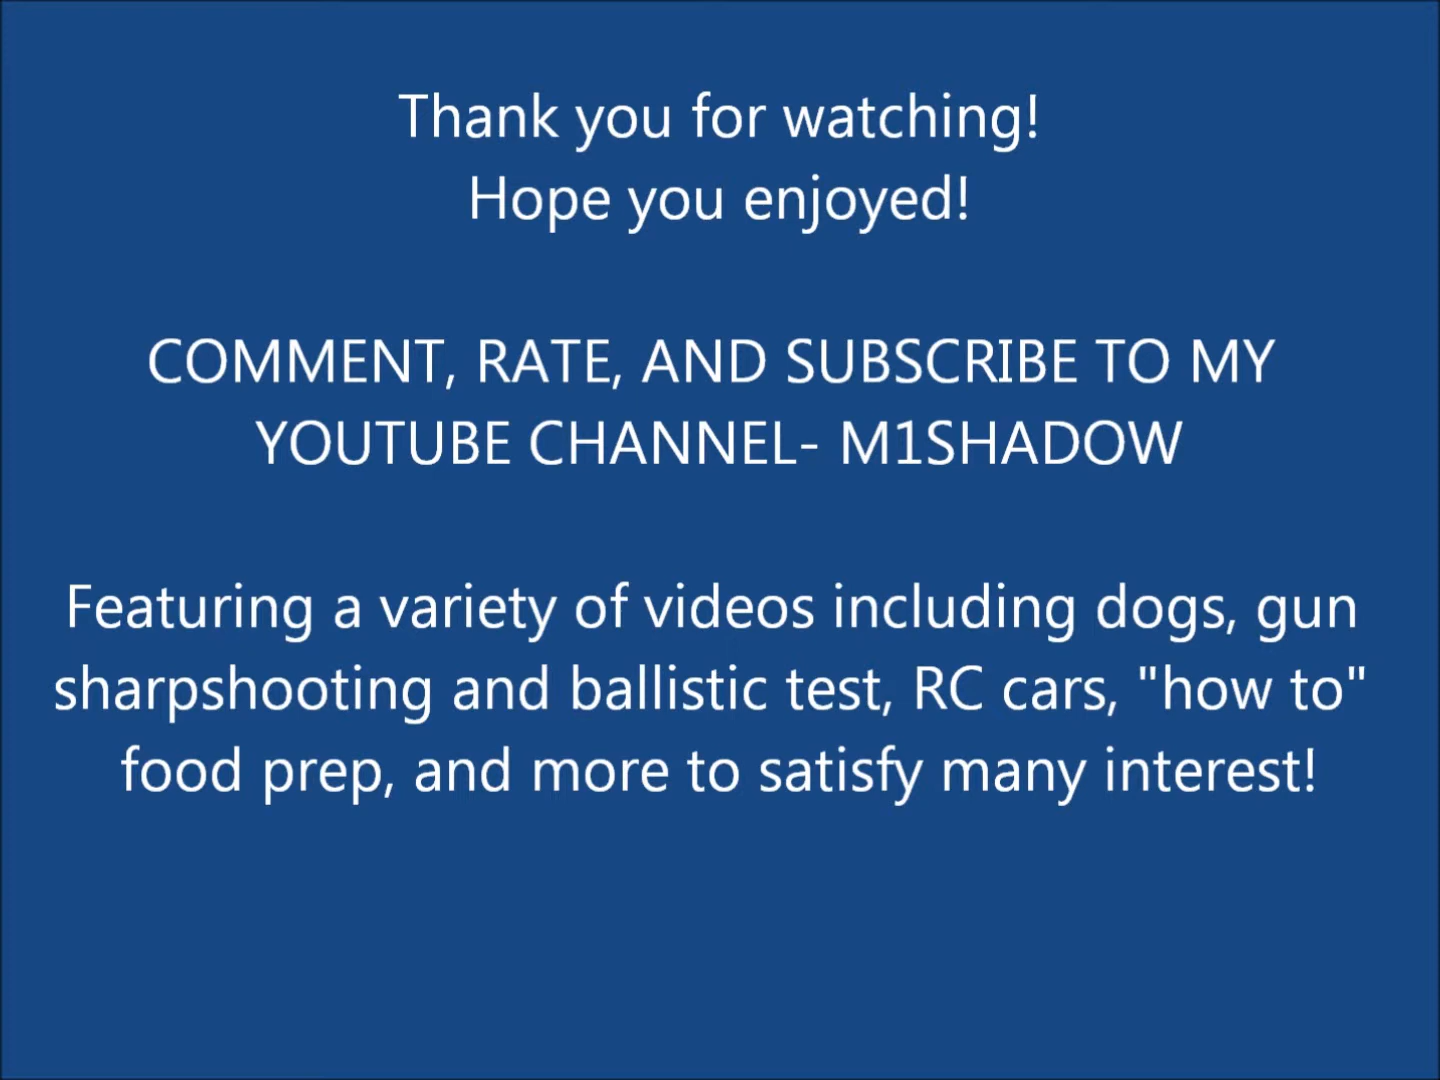 Thank you for watching!
Hope you enjoyed!
COMMENT, RATE, AND SUBSCRIBE TO MY
YOUTUBE CHANNEL- M1SHADOW
Featuring a variety of videos including dogs, gun
sharpshooting and ballistic test, RC cars, "how to"
food prep, and more to satisfy many interest!